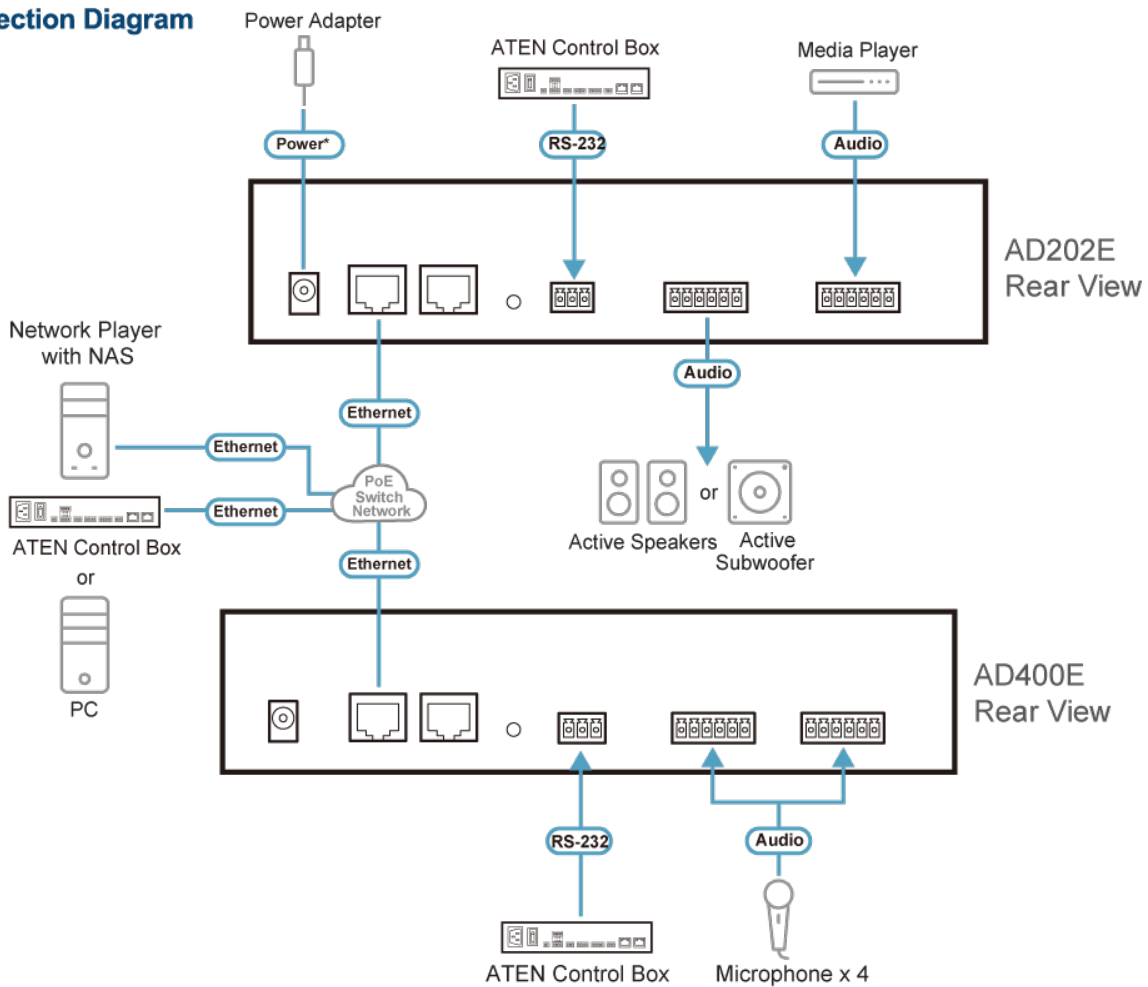 ection Diagram
Power Adapter
ATEN Control Box
Media Player
Power*
RS-232
Audio
AD202E
Rear View
Network Player
with NAS
Audio
Ethernet
Ethernet
PoE
Switch
Network
Ethernet
or
ATEN Control Box
Active Speakers
Active
Subwoofer
Ethernet
or
PC
AD400E
Rear View
RS-232
Audio
ATEN Control Box
Microphone x 4